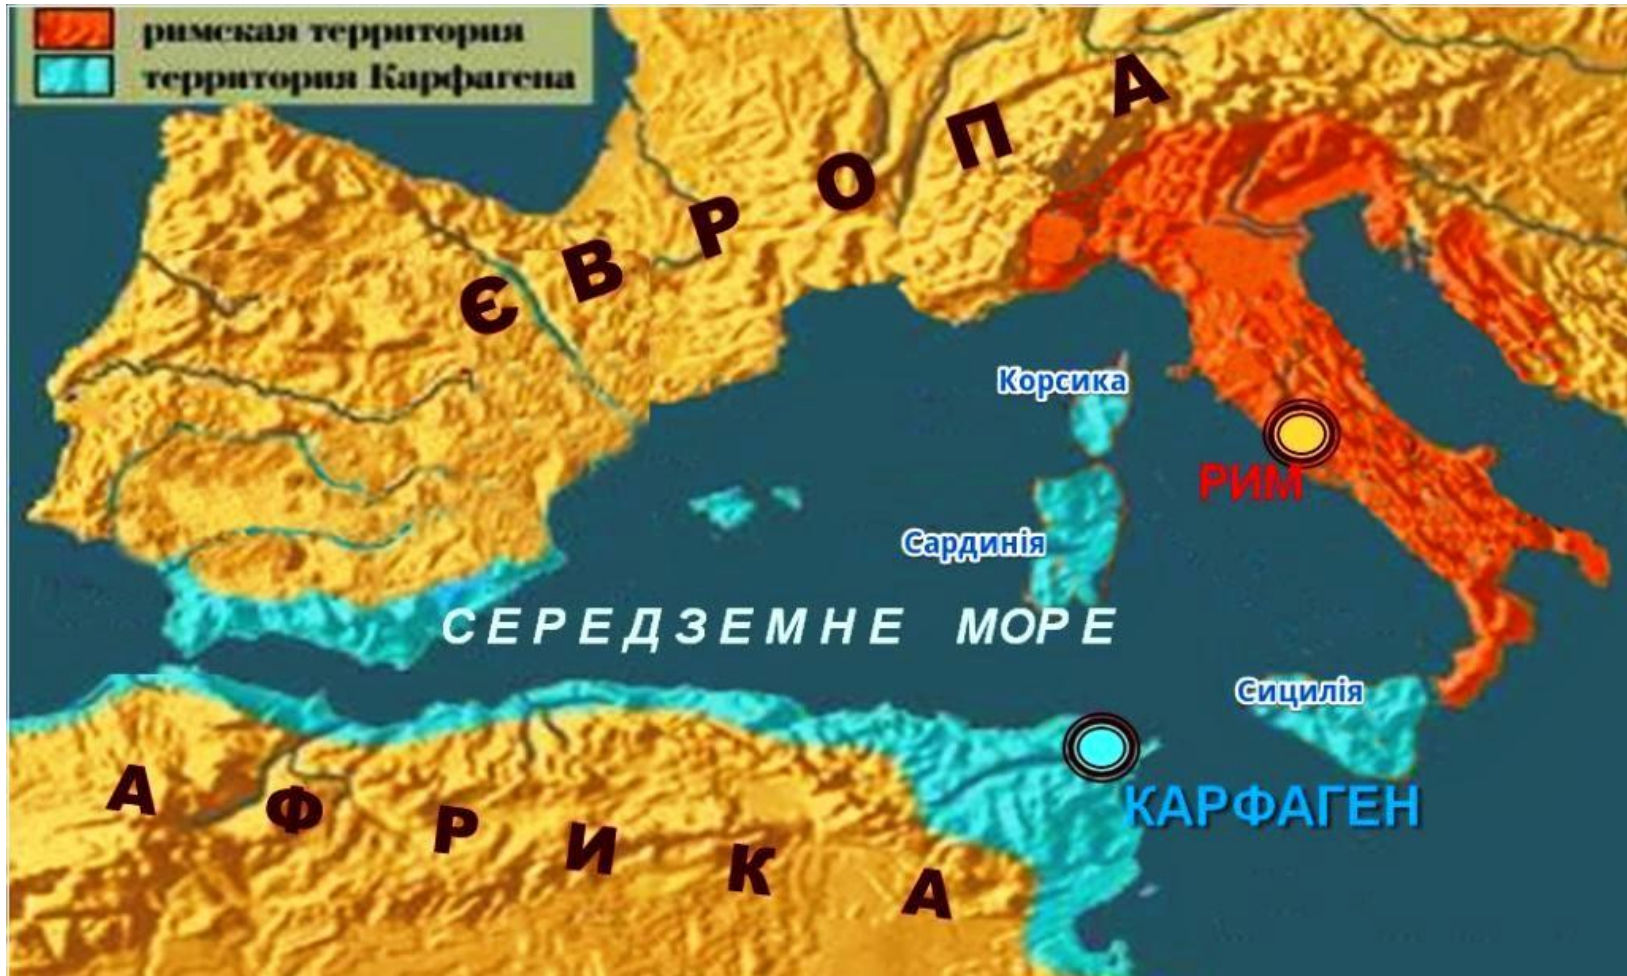 римская территория
территория Карфагена
ЄВРОПА
Корсика
РИМ
Сардинія
СЕРЕДЗЕМНЕ МОРЕ
Сицилія
КАРФАГЕН
АФРИКА